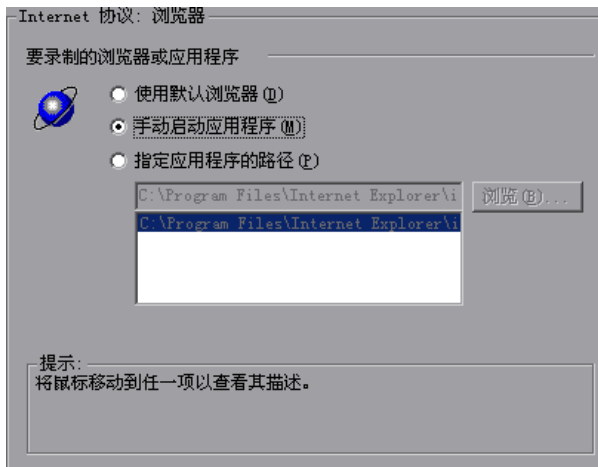 Internet 协议: 浏览器
要录制的浏览器或应用程序
使用默认浏览器(D)
手动启动应用程序(M)
指定应用程序的路径(P)
C:\Program Files\Internet Explorer\i
浏览(B)...
C:\Program Files\Internet Explorer\i
提示:
将鼠标移动到任一项以查看其描述。